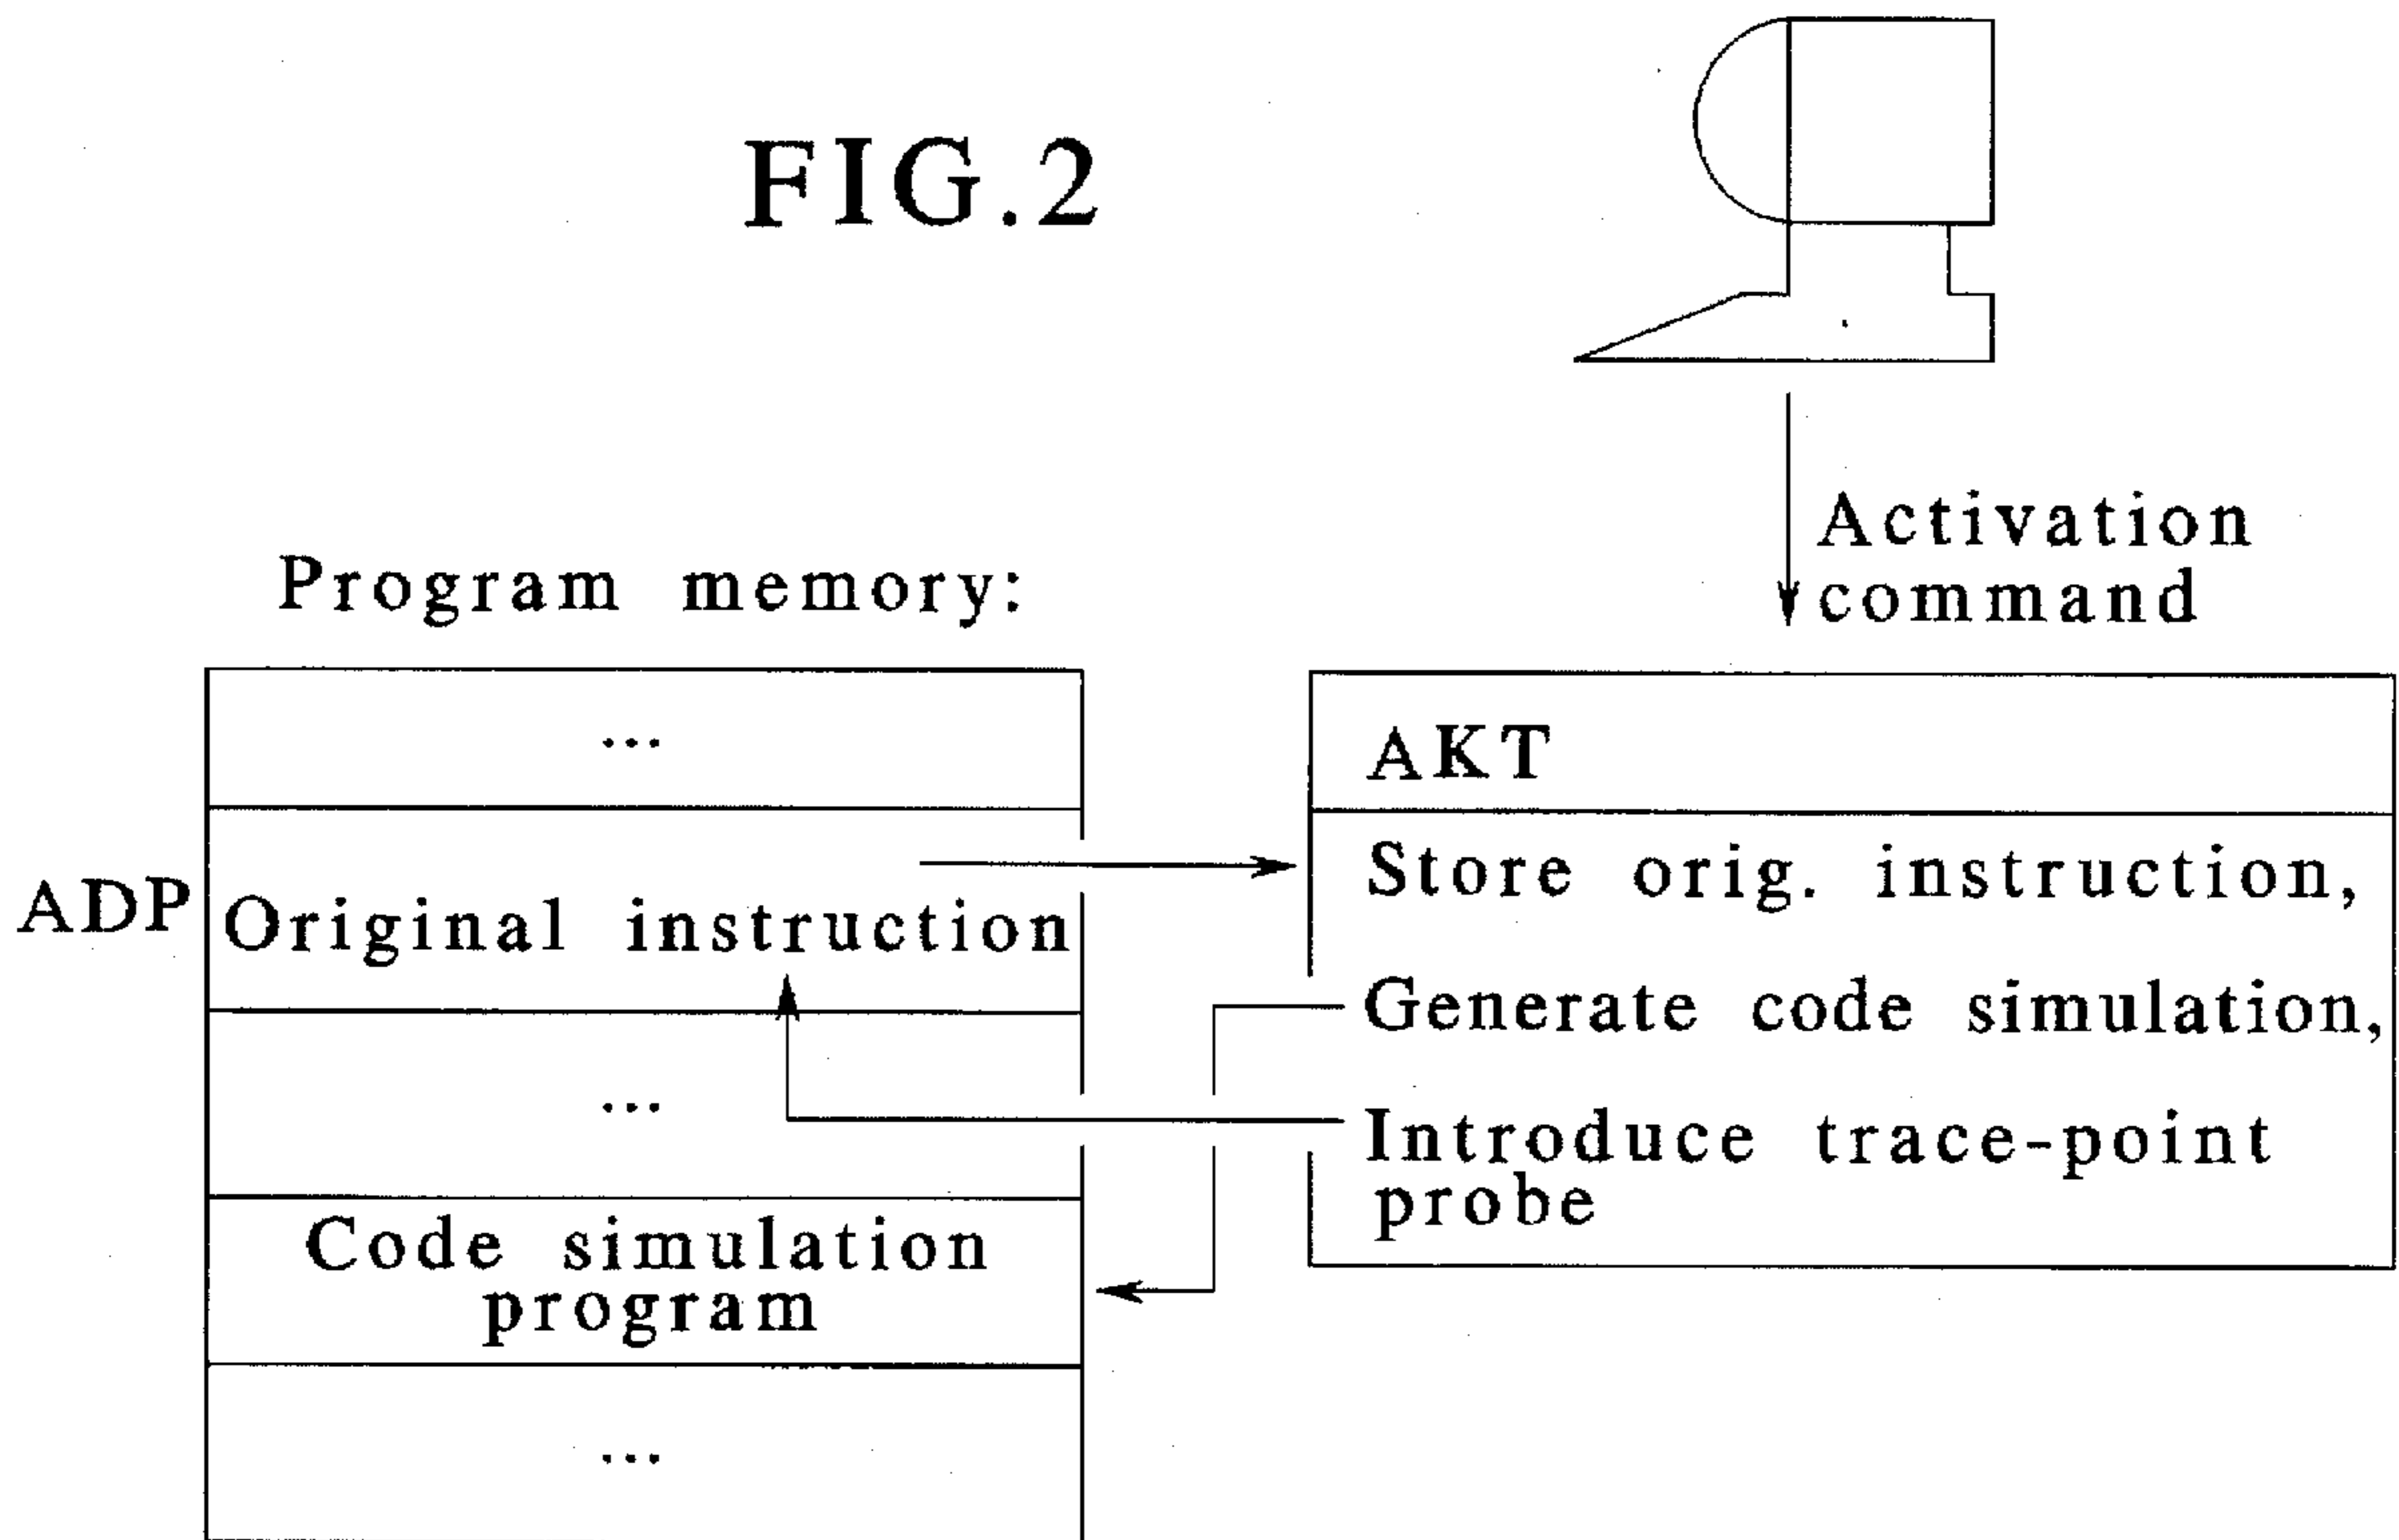 FIG.2
Activation
command
Program memory:
...
ADP
Original instruction
...
Code simulation
program
...
AKT
Store orig. instruction,
Generate code simulation,
Introduce trace-point
probe